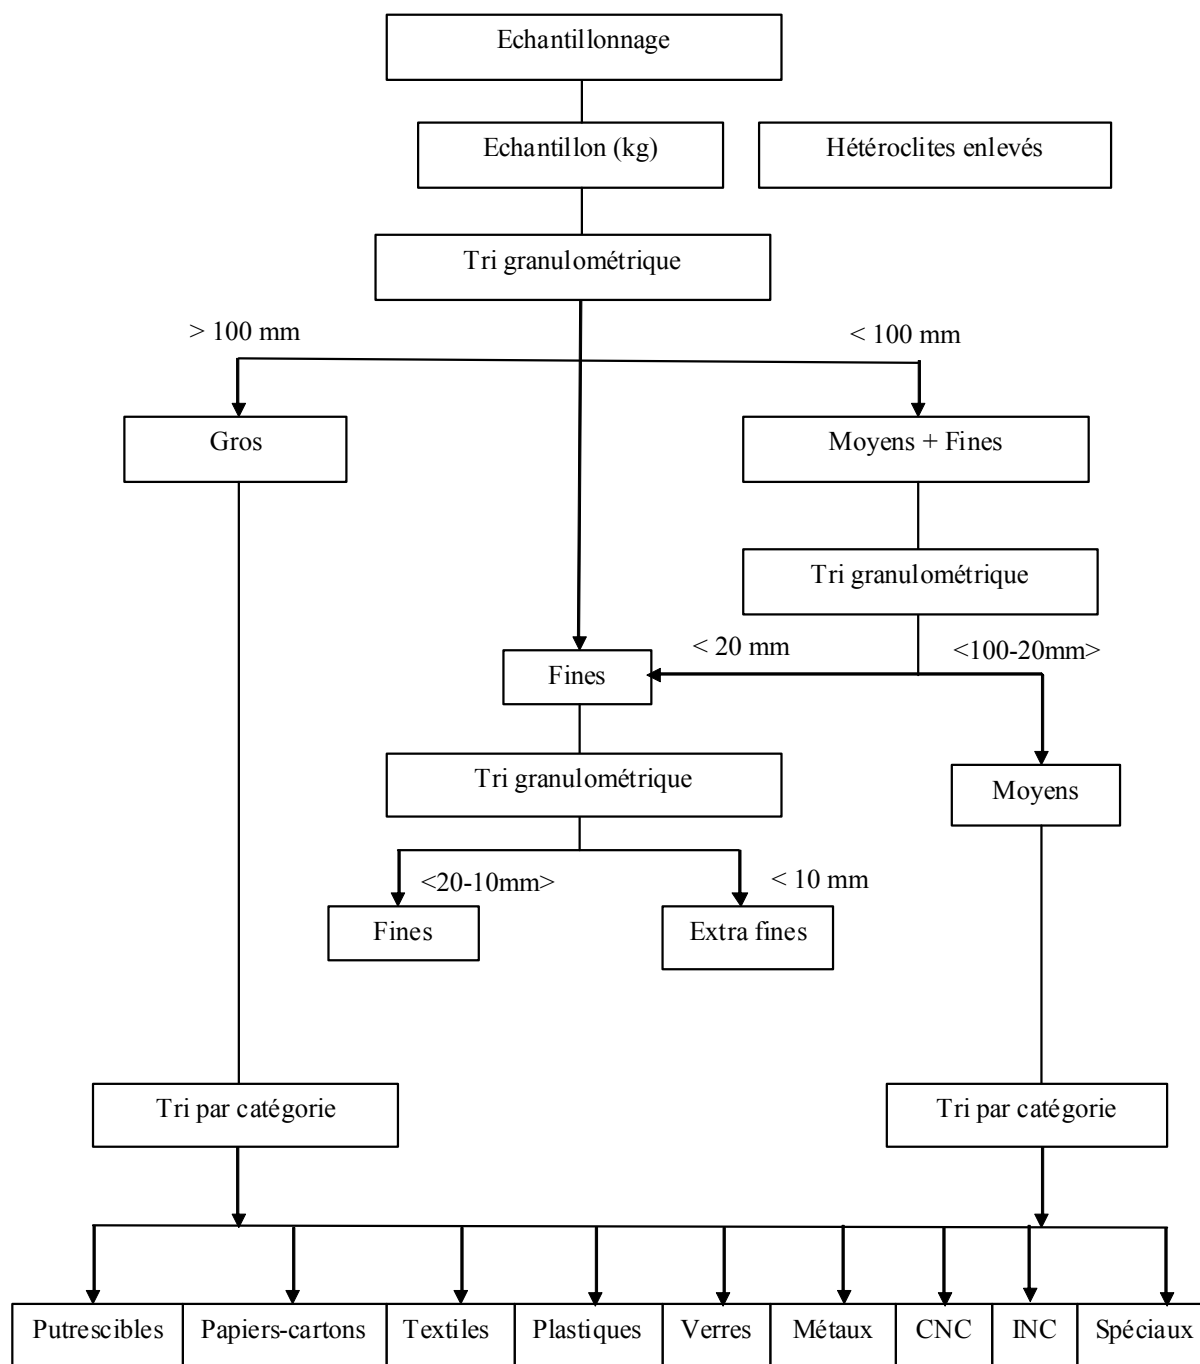 Echantillonnage
Echantillon (kg)
Hétéroclites enlevés
Tri granulométrique
> 100 mm
< 100 mm
Gros
Moyens + Fines
Tri granulométrique
< 20 mm
<100-20mm>
Fines
Tri granulométrique
Moyens
<20-10mm>
< 10 mm
Fines
Extra fines
Tri par catégorie
Tri par catégorie
Putrescibles
Papiers-cartons
Textiles
Plastiques
Verres
Métaux
CNC
INC
Spéciaux